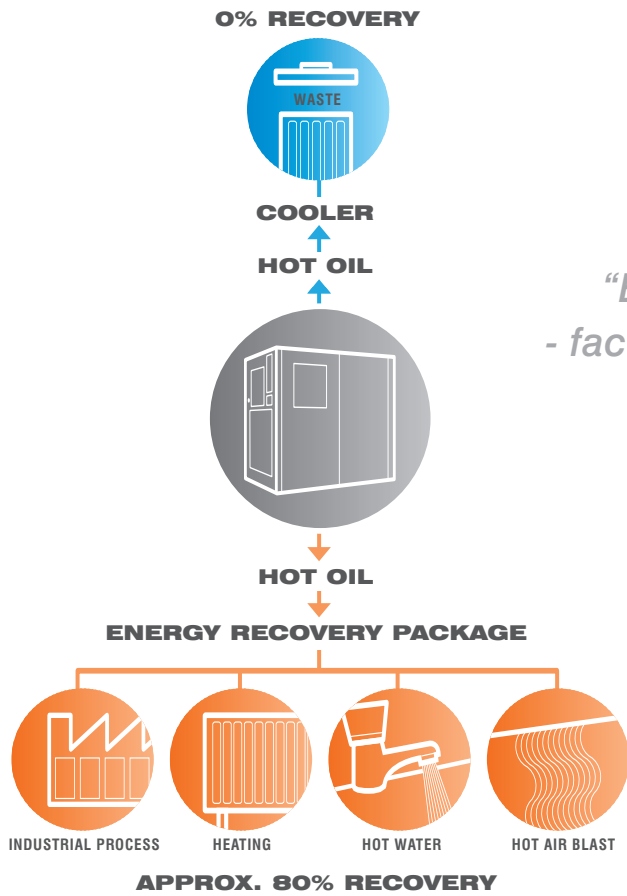 0% RECOVERY
WASTE
COOLER
HOT OIL
- fac
HOT OIL
ENERGY RECOVERY PACKAGE
INDUSTRIAL PROCESS HEATING HOT WATER HOT AIR BLAST
APPROX. 80% RECOVERY